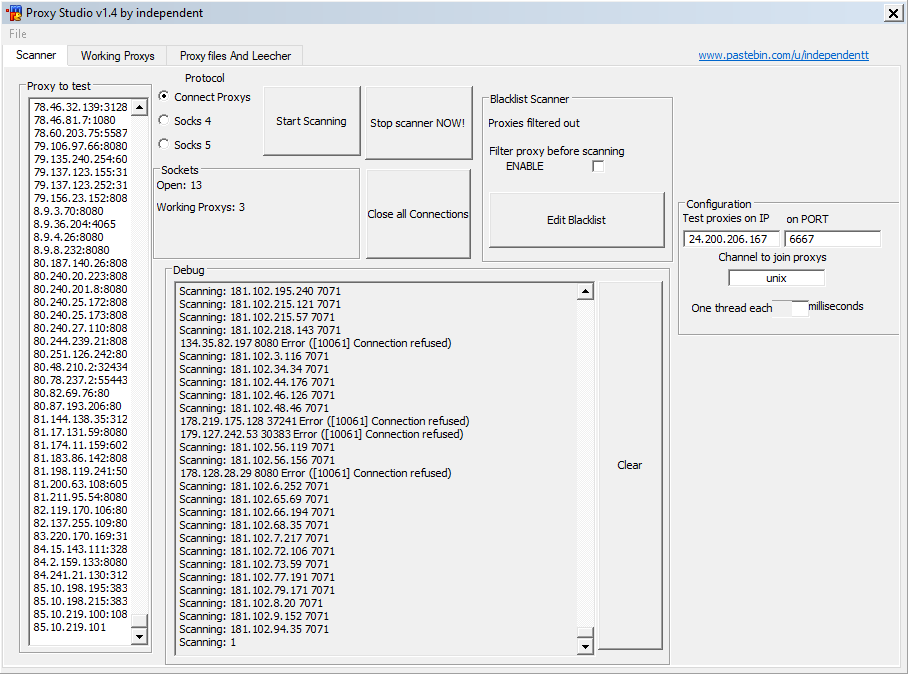 Proxy Studio v1.4 by independent
File
Scanner
Working Proxys
Proxy files And Leecher
www.pastebin.com/u/independentt
Proxy to test
78.46.32.139:3128
78.46.81.7:1080
78.60.203.75:5587
79.106.97.66:8080
79.135.240.254:60
79.137.123.155:31
79.137.123.252:31
79.156.23.152:808
8.9.3.70:8080
8.9.36.204:4065
8.9.4.26:8080
8.9.8.232:8080
80.187.140.26:808
80.240.20.223:808
80.240.201.8:8080
80.240.25.172:808
80.240.25.173:808
80.240.27.110:808
80.244.239.21:808
80.251.126.242:80
80.48.210.2:32434
80.78.237.2:55443
80.82.69.76:80
80.87.193.206:80
81.144.138.35:312
81.17.131.59:8080
81.174.11.159:602
81.183.86.142:808
81.198.119.241:50
81.200.63.108:605
81.211.95.54:8080
82.119.170.106:80
82.137.255.109:80
83.220.170.169:31
84.15.143.111:328
84.2.159.133:8080
84.241.21.130:312
85.10.198.195:383
85.10.198.215:383
85.10.219.100:108
85.10.219.101
Protocol
Connect Proxys
Socks 4
Socks 5
Start Scanning
Stop scanner NOW!
Sockets
Open: 13
Working Proxys: 3
Close all Connections
Blacklist Scanner
Proxies filtered out
Filter proxy before scanning
ENABLE
Edit Blacklist
Configuration
Test proxies on IP
on PORT
24.200.206.167
6667
Channel to join proxys
unix
One thread each
milliseconds
Debug
Scanning: 181.102.195.240 7071
Scanning: 181.102.215.121 7071
Scanning: 181.102.215.57 7071
Scanning: 181.102.218.143 7071
134.35.82.197 8080 Error ([10061] Connection refused)
Scanning: 181.102.3.116 7071
Scanning: 181.102.34.34 7071
Scanning: 181.102.44.176 7071
Scanning: 181.102.46.126 7071
Scanning: 181.102.48.46 7071
178.219.175.128 37241 Error ([10061] Connection refused)
179.127.242.53 30383 Error ([10061] Connection refused)
Scanning: 181.102.56.119 7071
Scanning: 181.102.56.156 7071
178.128.28.29 8080 Error ([10061] Connection refused)
Scanning: 181.102.6.252 7071
Scanning: 181.102.65.69 7071
Scanning: 181.102.66.194 7071
Scanning: 181.102.68.35 7071
Scanning: 181.102.7.217 7071
Scanning: 181.102.72.106 7071
Scanning: 181.102.73.59 7071
Scanning: 181.102.77.191 7071
Scanning: 181.102.79.171 7071
Scanning: 181.102.8.20 7071
Scanning: 181.102.9.152 7071
Scanning: 181.102.94.35 7071
Scanning: 1
Clear